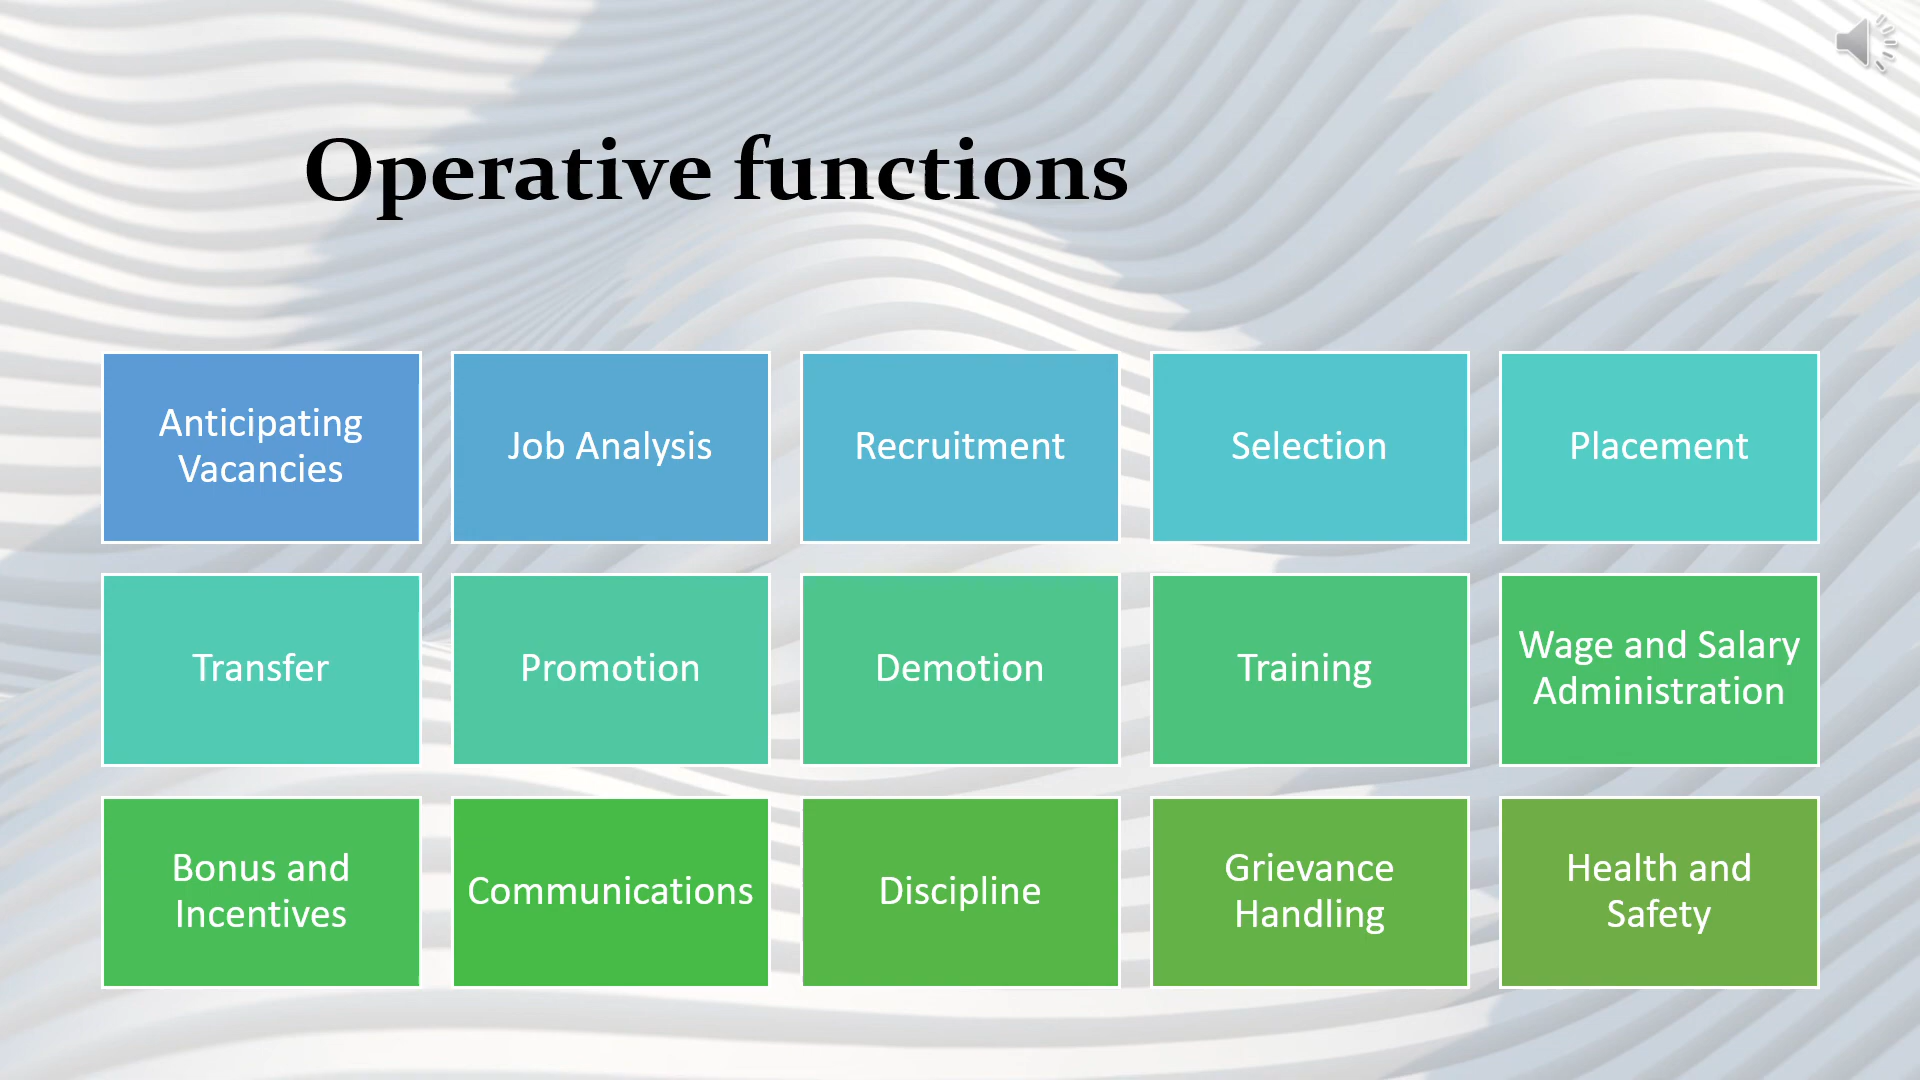 Operative functions
Anticipating
Vacancies
Job Analysis
Recruitment
Selection
Placement
Transfer
Promotion
Demotion
Training
Wage and Salary
Administration
Bonus and
Incentives
Communications
Discipline
Grievance
Handling
Health and
Safety